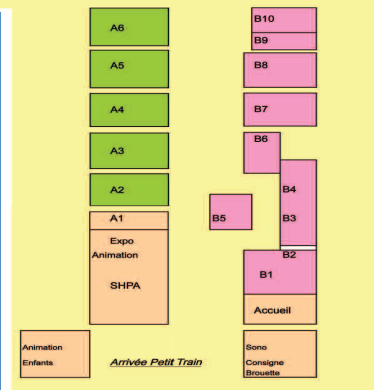 A6
A5
A4
A3
A2
A1
Expo
Animation
SHPA
B10
B9
B8
B7
B6
B4
B5
B3
B2
B1
Accueil
Animation
Enfants
Arrivée Petit Train
Sono
Consigne
Brouette